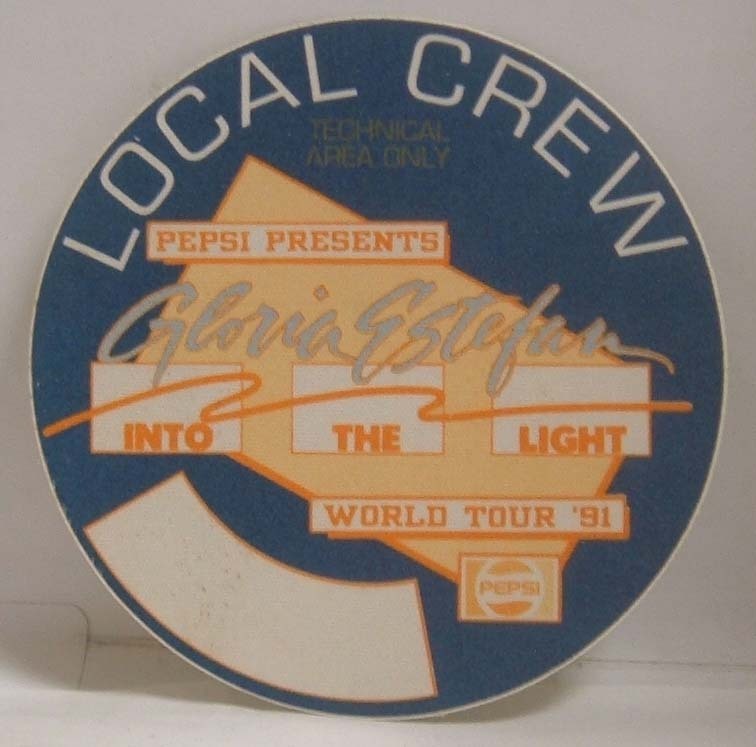 LOCAL CREW
TECHNICAL
AREA ONLY
PEPSI PRESENTS
Gloria Estefan
INTO THE LIGHT
WORLD TOUR '91
PEPSI